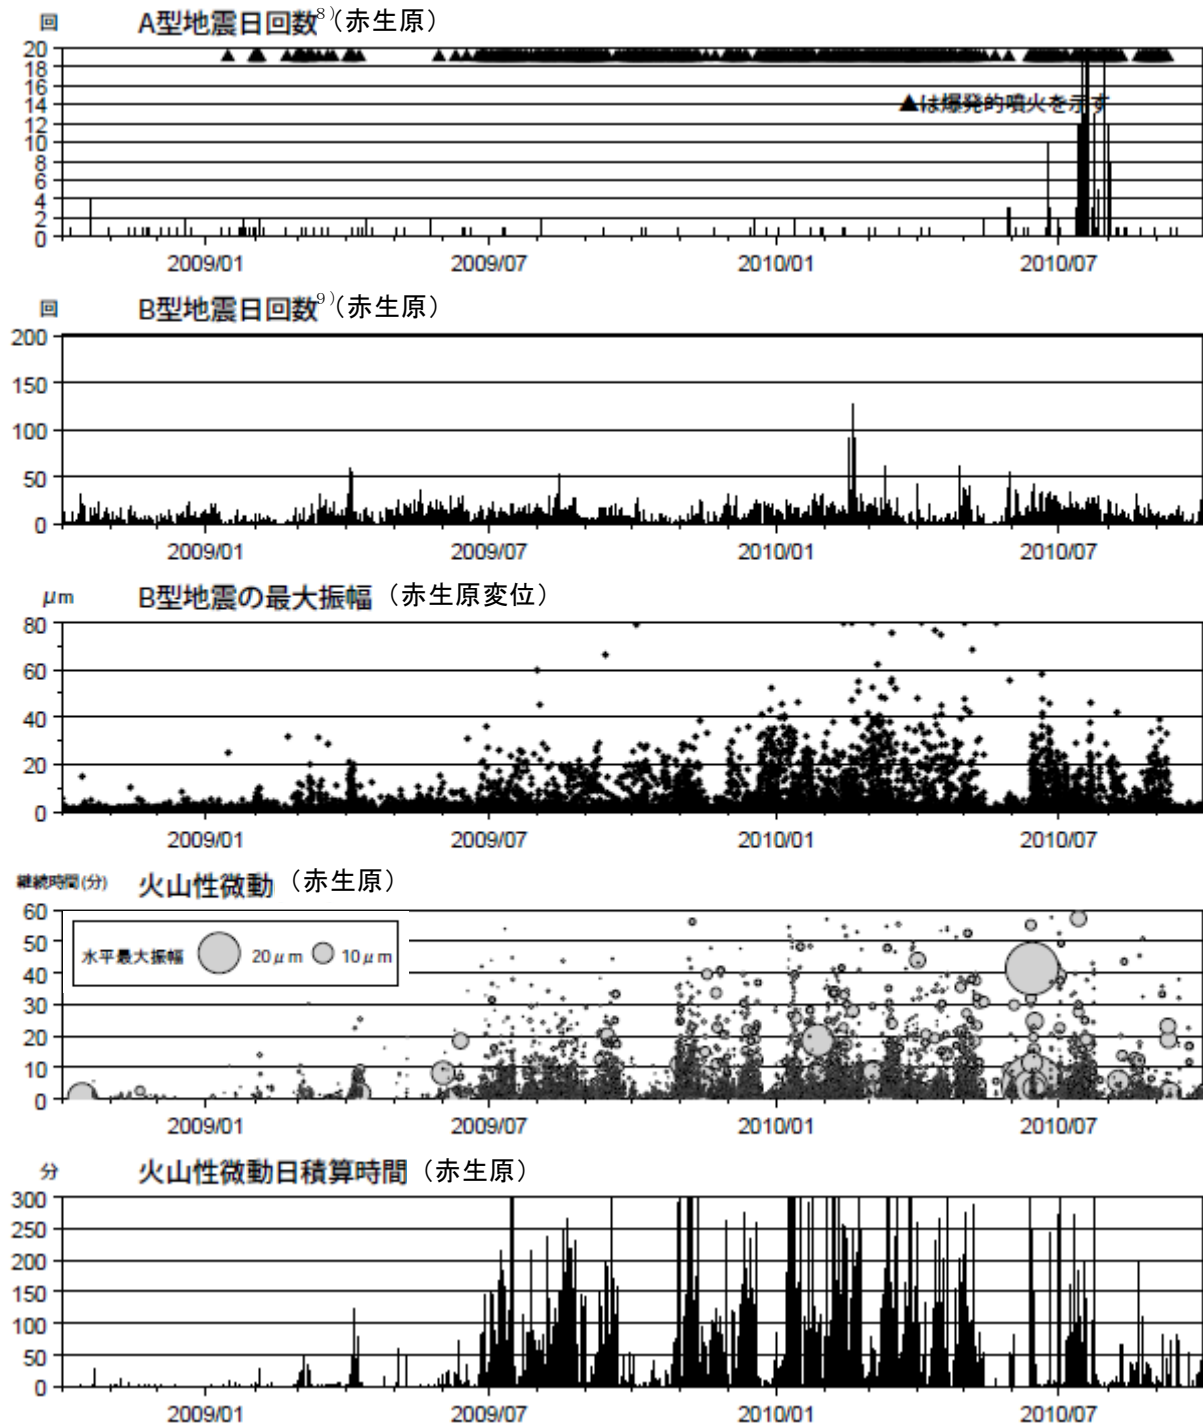 回 A型地震日回数8)(赤生原)
20
18
16
14
12
10
8
6
4
2
0
▲は爆発的噴火を示す
2009/01 2009/07 2010/01 2010/07
回 B型地震日回数9)(赤生原)
200
150
100
50
0
2009/01 2009/07 2010/01 2010/07
μm B型地震の最大振幅 (赤生原変位)
80
60
40
20
0
2009/01 2009/07 2010/01 2010/07
継続時間(分) 火山性微動 (赤生原)
60
50
40
30
20
10
0
水平最大振幅 20μm 10μm
2009/01 2009/07 2010/01 2010/07
分 火山性微動日積算時間 (赤生原)
300
250
200
150
100
50
0
2009/01 2009/07 2010/01 2010/07